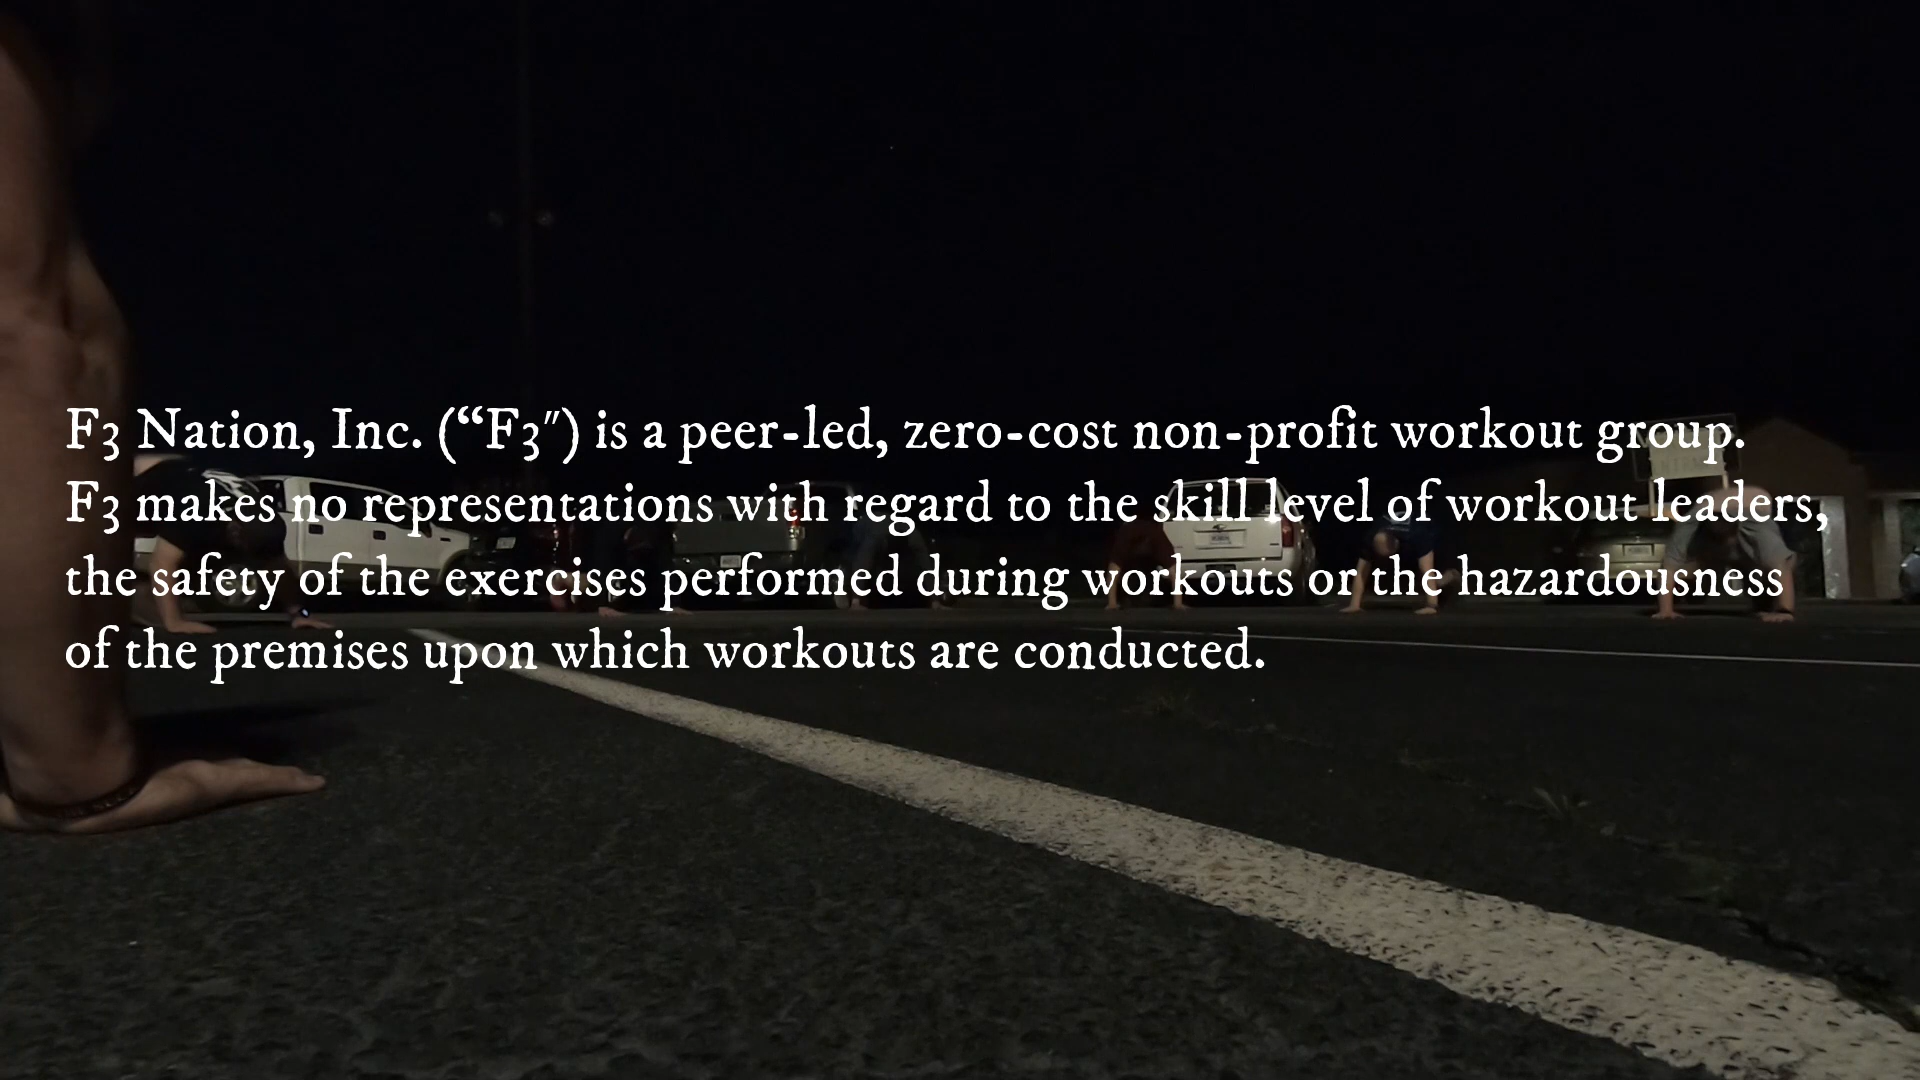 F3 Nation, Inc. (“F3″) is a peer-led, zero-cost non-profit workout group.
F3 makes no representations with regard to the skill level of workout leaders,
the safety of the exercises performed during workouts or the hazardousness
of the premises upon which workouts are conducted.